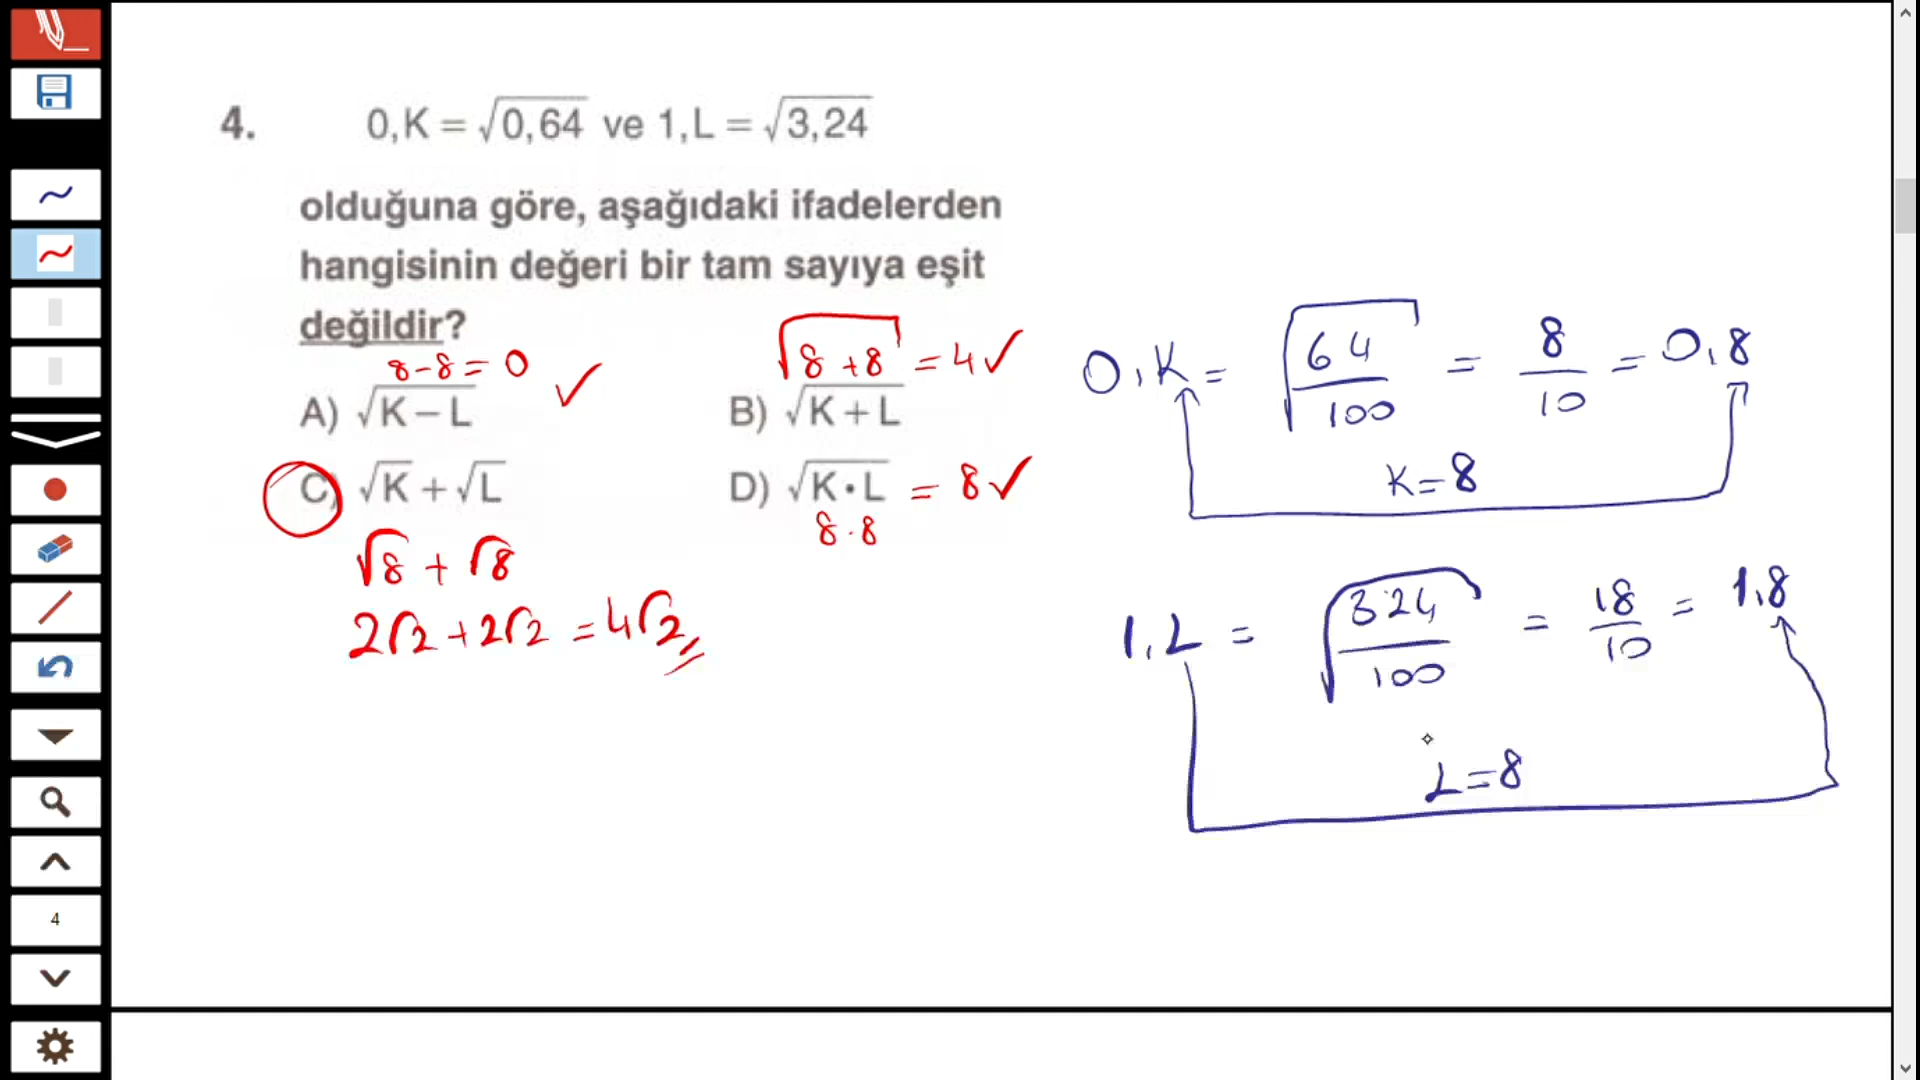 4. 0,K = √0,64 ve 1,L = √3,24
olduğuna göre, aşağıdaki ifadelerden
hangisinin değeri bir tam sayıya eşit
değildir?
8-8=0 ✓
√8+8 = 4 ✓
A) √K-L B) √K+L
C) √K + √L D) √K•L = 8 ✓
8.8
√8 + √8
2√2 + 2√2 = 4√2
0,K = √64/100 = 8/10 = 0,8
K=8
1,L = √324/100 = 18/10 = 1,8
L=8
4